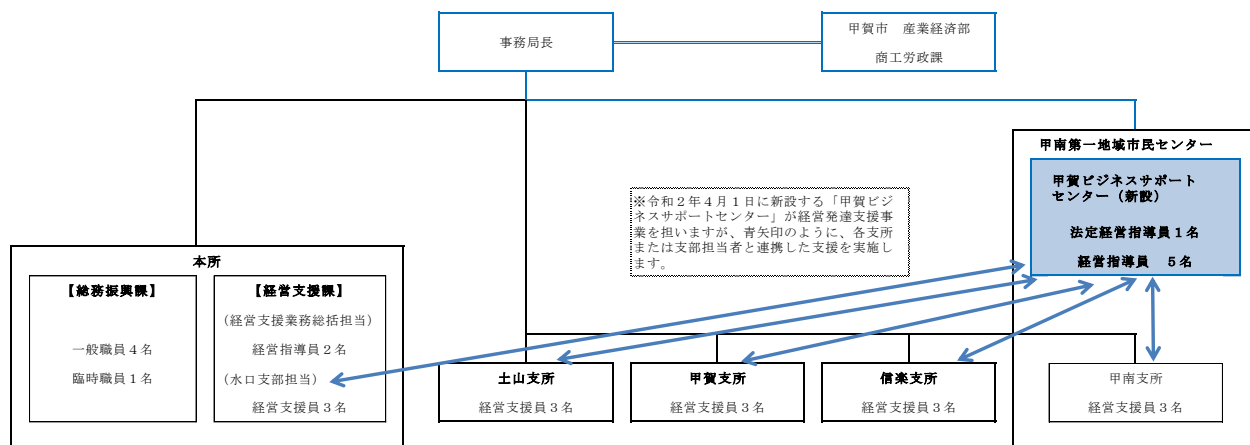 事務局長
甲賀市　産業経済部
商工労政課
甲南第一地域市民センター
甲賀ビジネスサポート
センター（新設）
法定経営指導員１名
経営指導員　５名
※令和２年４月１日に新設する「甲賀ビジ
ネスサポートセンター」が経営発達支援事
業を担いますが、青矢印のように、各支所
または支部担当者と連携した支援を実施し
ます。
本所
【総務振興課】
一般職員４名
臨時職員１名
【経営支援課】
（経営支援業務総括担当）
経営指導員２名
（水口支部担当）
経営支援員３名
土山支所
経営支援員３名
甲賀支所
経営支援員３名
信楽支所
経営支援員３名
甲南支所
経営支援員３名